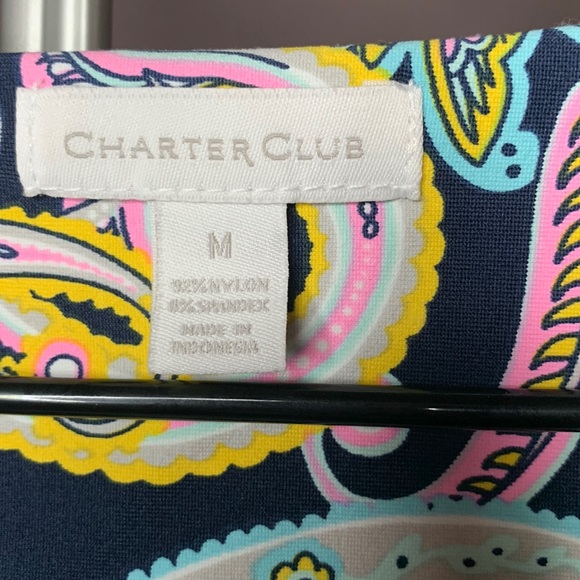 CHARTER CLUB
M
92% NYLON
8% SPANDEX
MADE IN
INDONESIA